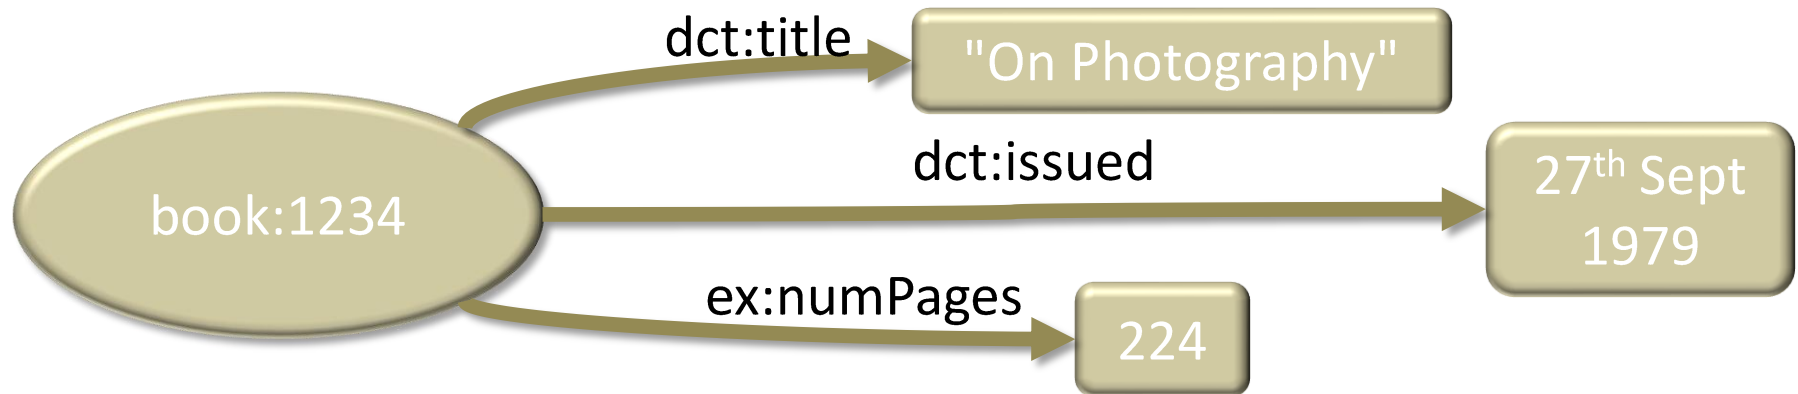 dct:title
"On Photography"
book:1234
dct:issued
27th Sept
1979
ex:numPages
224